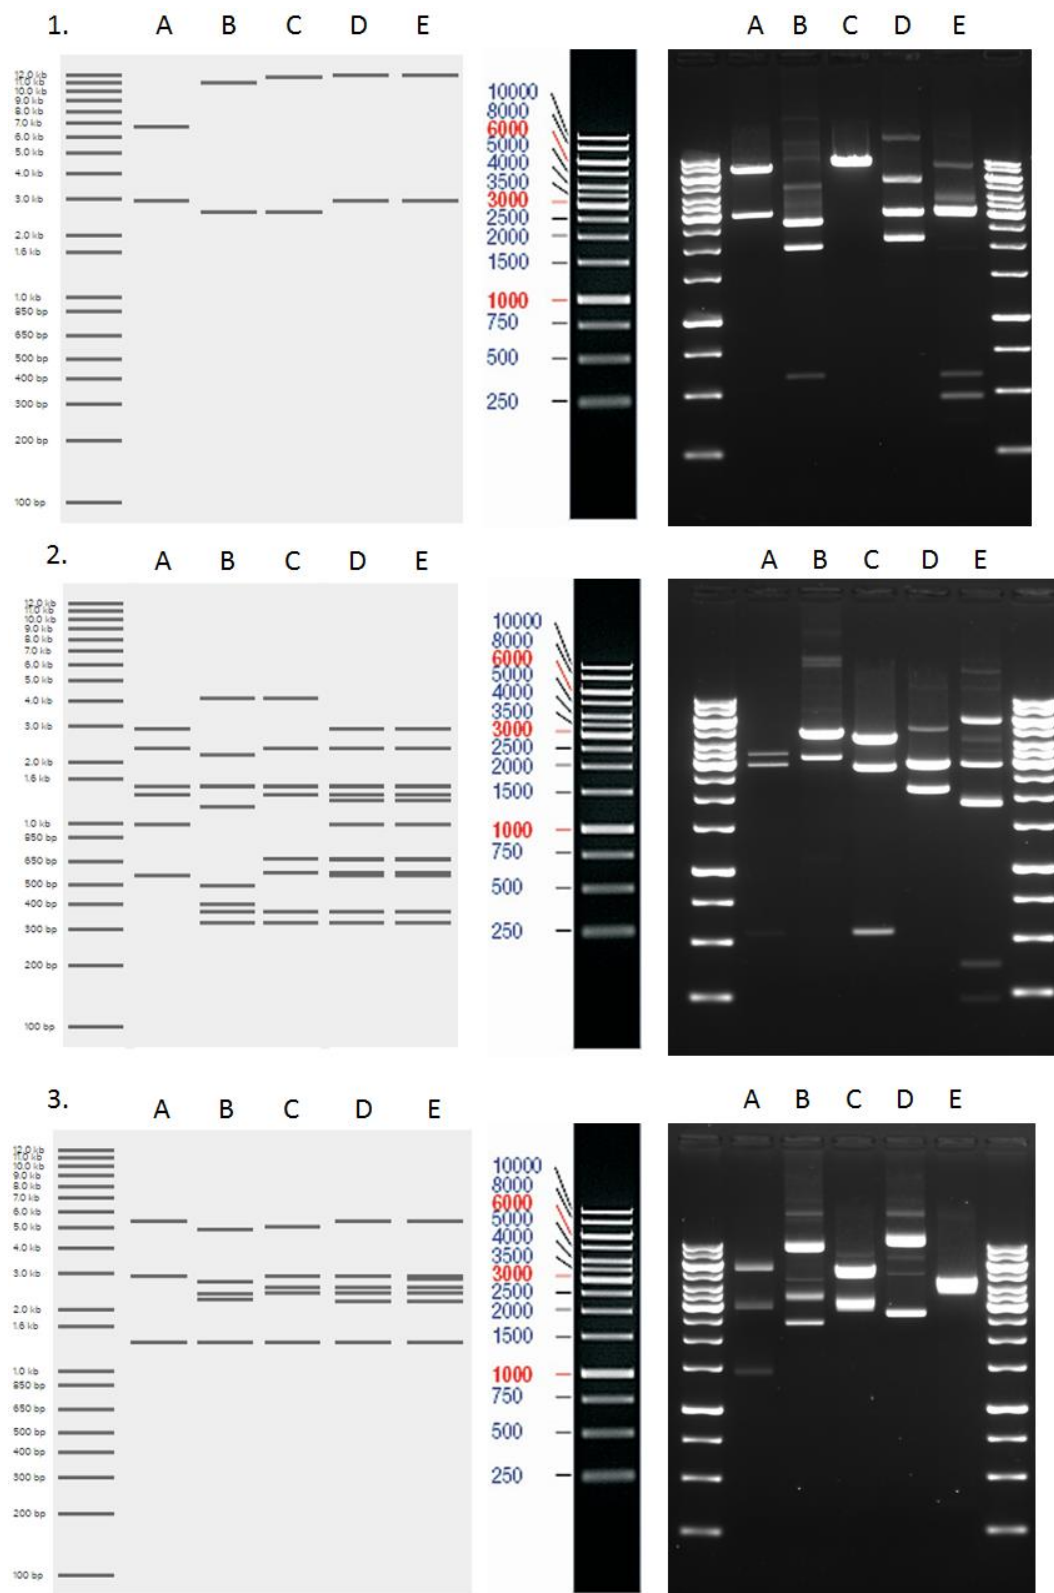 1.
A B C D E
12.0 kb
11.0 kb
10.0 kb
9.0 kb
8.0 kb
7.0 kb
6.0 kb
5.0 kb
4.0 kb
3.0 kb
2.0 kb
1.6 kb
1.0 kb
850 bp
650 bp
500 bp
400 bp
300 bp
200 bp
100 bp
10000
8000
6000
5000
4000
3500
3000
2500
2000
1500
1000
750
500
250
A B C D E
2.
A B C D E
12.0 kb
11.0 kb
10.0 kb
9.0 kb
8.0 kb
7.0 kb
6.0 kb
5.0 kb
4.0 kb
3.0 kb
2.0 kb
1.6 kb
1.0 kb
850 bp
650 bp
500 bp
400 bp
300 bp
200 bp
100 bp
10000
8000
6000
5000
4000
3500
3000
2500
2000
1500
1000
750
500
250
A B C D E
3.
A B C D E
12.0 kb
11.0 kb
10.0 kb
9.0 kb
8.0 kb
7.0 kb
6.0 kb
5.0 kb
4.0 kb
3.0 kb
2.0 kb
1.6 kb
1.0 kb
850 bp
650 bp
500 bp
400 bp
300 bp
200 bp
100 bp
10000
8000
6000
5000
4000
3500
3000
2500
2000
1500
1000
750
500
250
A B C D E